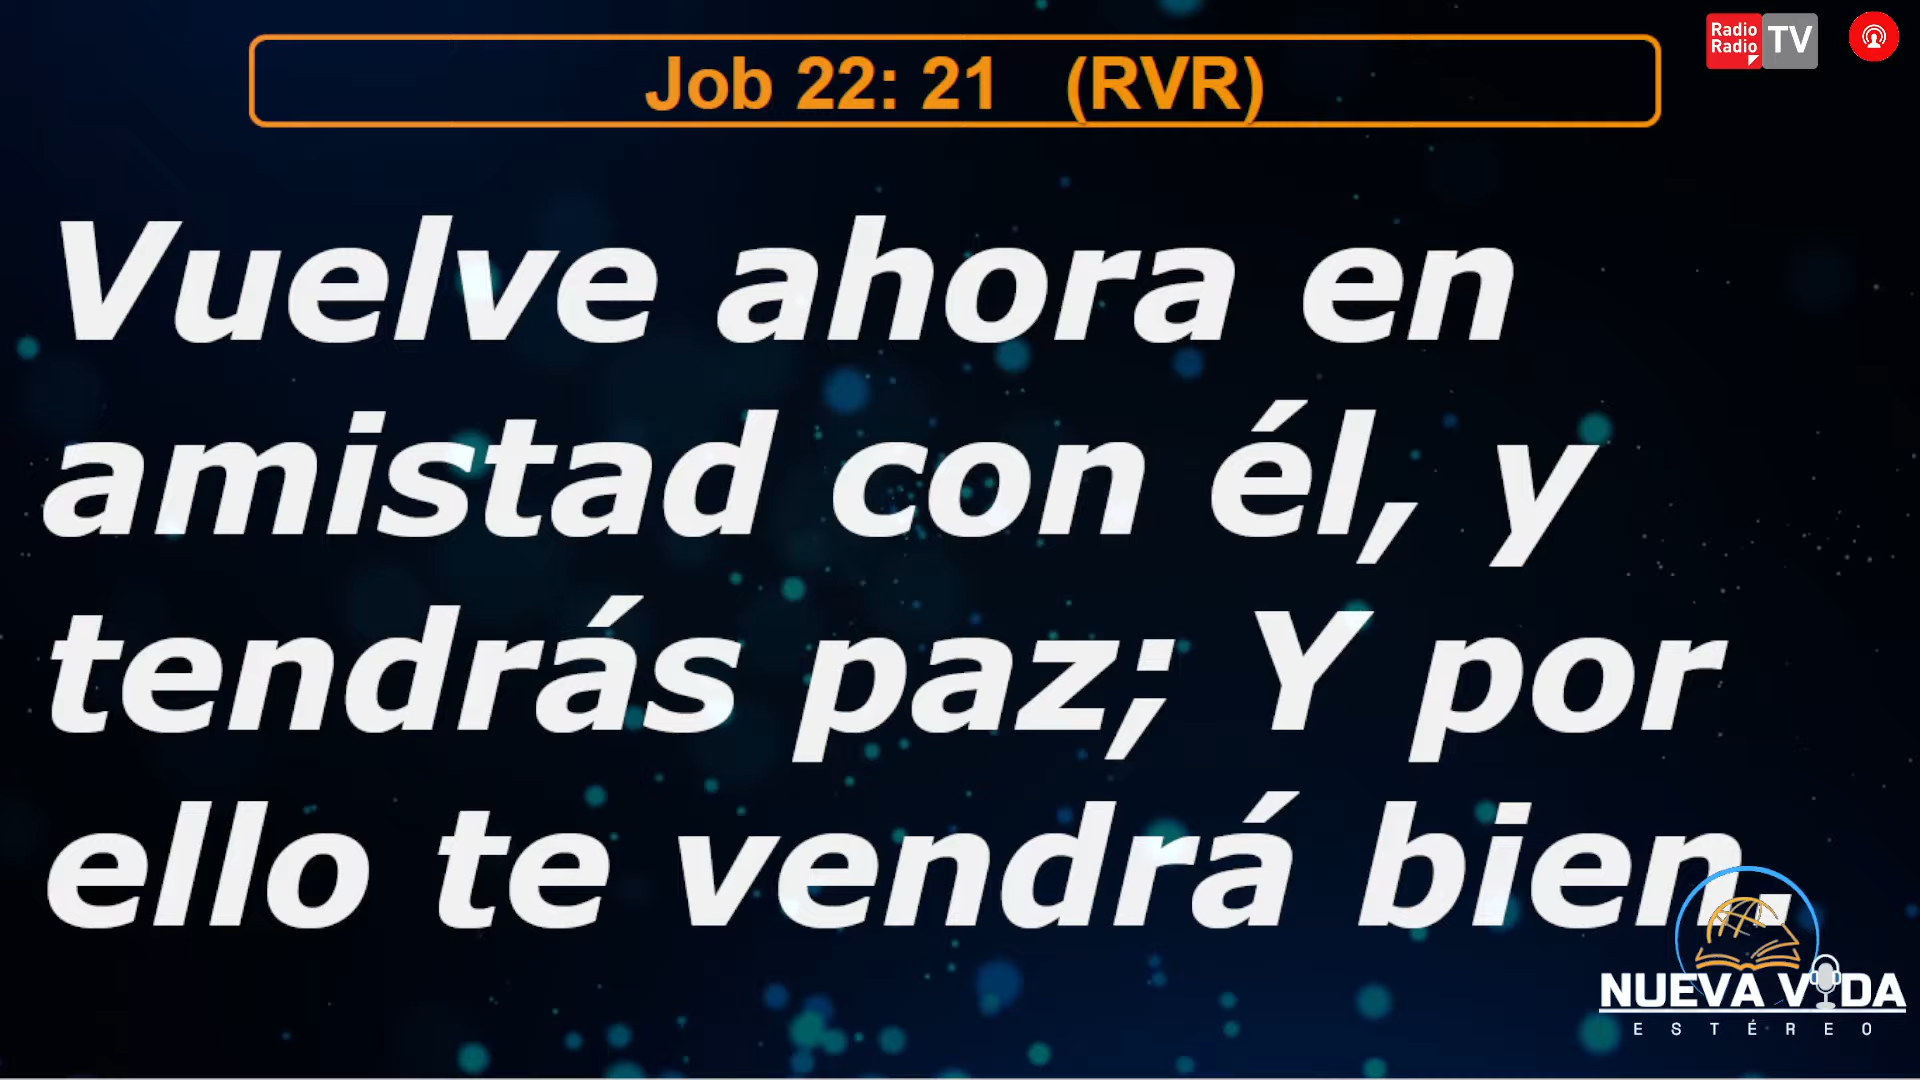 Job 22: 21 (RVR)
Radio
Radio
TV
Vuelve ahora en
amistad con él, y
tendrás paz; Y por
ello te vendrá bien.
NUEVA VIDA
ESTÉREO